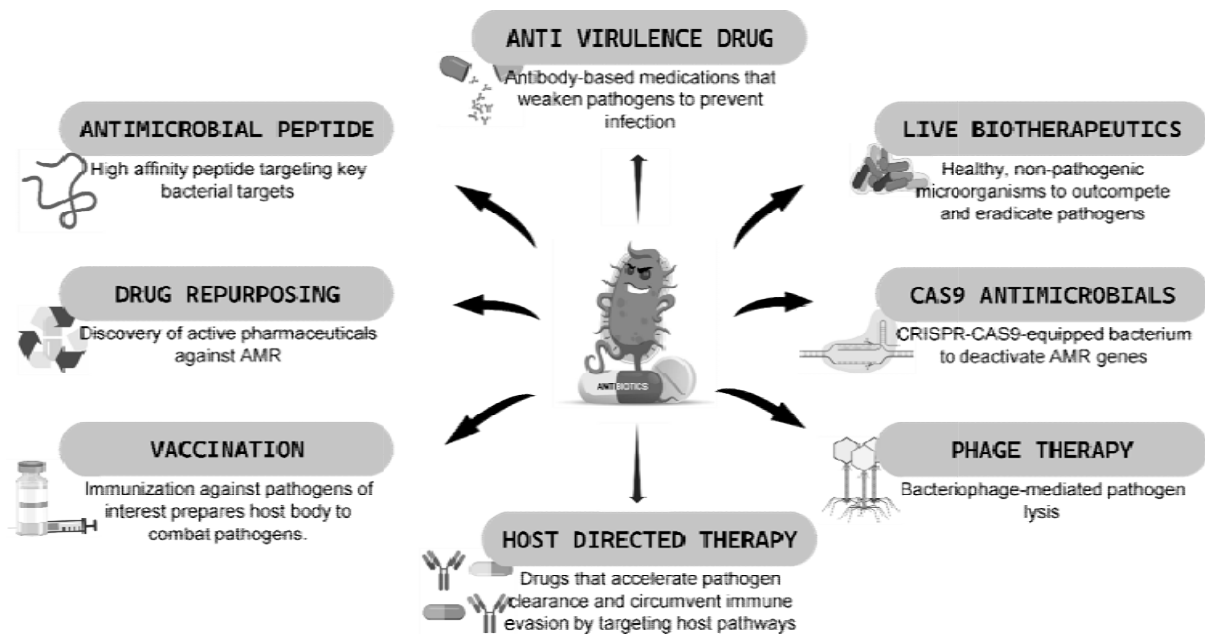 ANTI VIRULENCE DRUG
Antibody-based medications that
weaken pathogens to prevent
infection
ANTIMICROBIAL PEPTIDE
High affinity peptide targeting key
bacterial targets
LIVE BIOTHERAPEUTICS
Healthy, non-pathogenic
microorganisms to outcompete
and eradicate pathogens
DRUG REPURPOSING
Discovery of active pharmaceuticals
against AMR
CAS9 ANTIMICROBIALS
CRISPR-CAS9-equipped bacterium
to deactivate AMR genes
ANTIBIOTICS
VACCINATION
Immunization against pathogens of
interest prepares host body to
combat pathogens.
PHAGE THERAPY
Bacteriophage-mediated pathogen
lysis
HOST DIRECTED THERAPY
Drugs that accelerate pathogen
clearance and circumvent immune
evasion by targeting host pathways